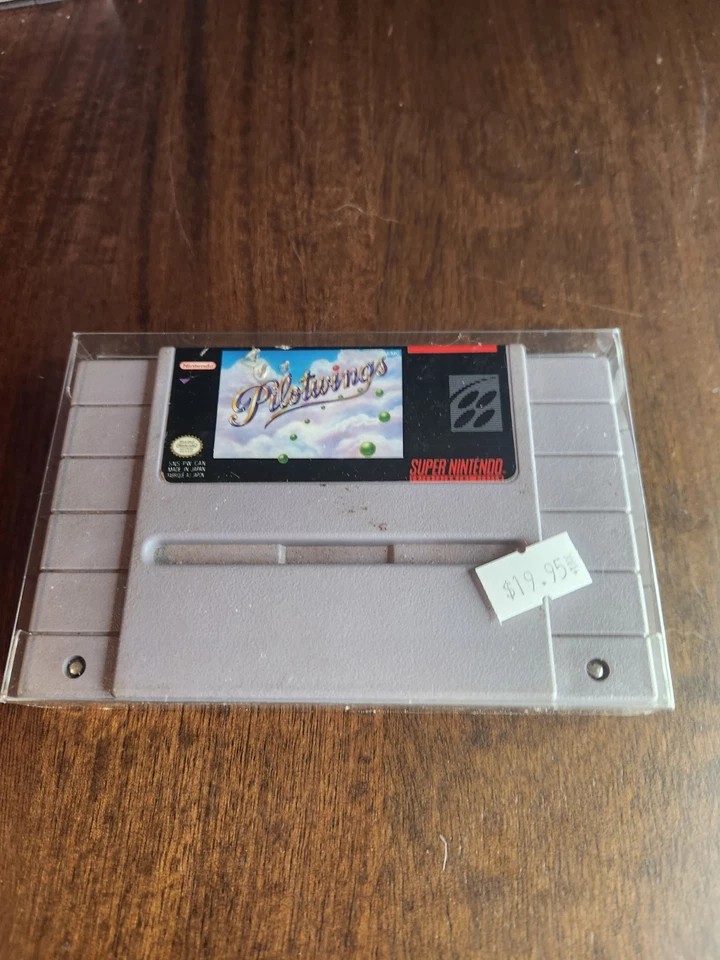 Nintendo
Pilotwings
SNS-PW-CAN
MADE IN JAPAN
FABRIQUÉ AU JAPON
SUPER NINTENDO
$19.95